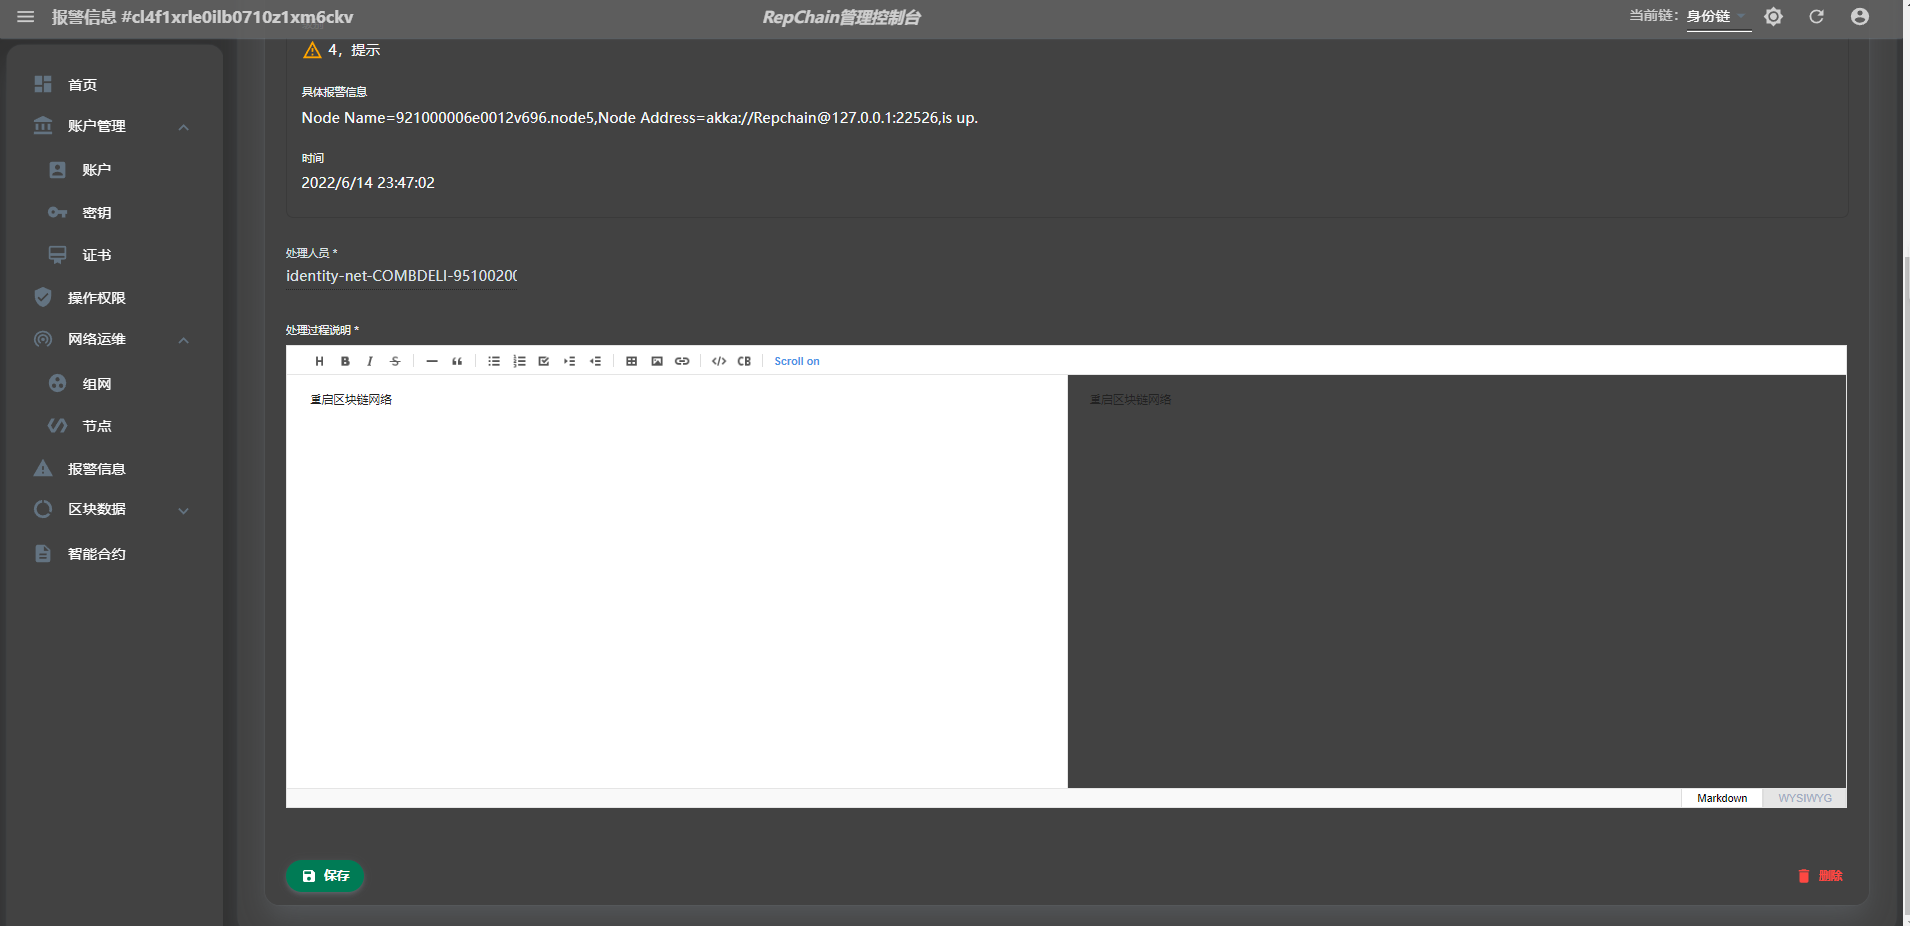 报警信息 #cl4f1xrle0ilb0710z1xm6ckv
RepChain管理控制台
当前链：
身份链
首页
账户管理
账户
密钥
证书
操作权限
网络运维
组网
节点
报警信息
区块数据
智能合约
4，提示
具体报警信息
Node Name=921000006e0012v696.node5,Node Address=akka://Repchain@127.0.0.1:22526,is up.
时间
2022/6/14 23:47:02
处理人员 *
identity-net-COMBDELI-9510020
处理过程说明 *
H B I S
</> CB
Scroll on
重启区块链网络
重启区块链网络
Markdown
WYSIWYG
保存
删除